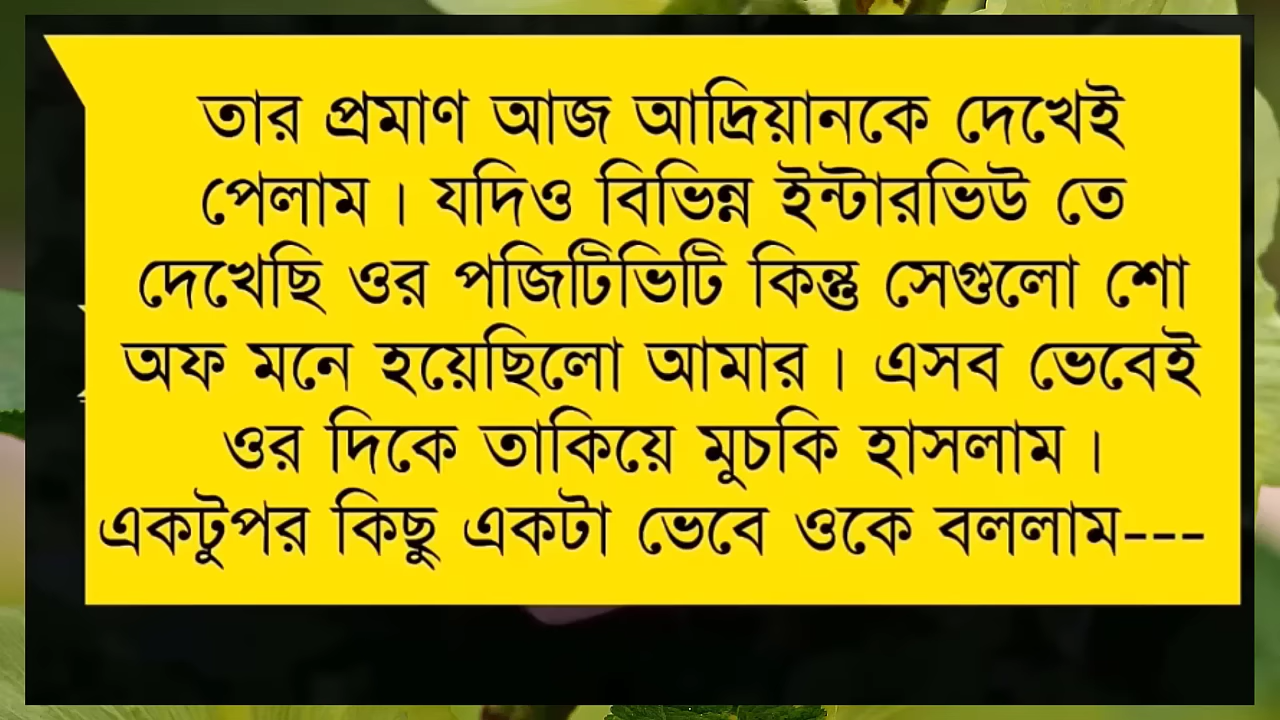 তার প্রমাণ আজ আদ্রিয়ানকে দেখেই
পেলাম। যদিও বিভিন্ন ইন্টারভিউ তে
দেখেছি ওর পজিটিভিটি কিন্তু সেগুলো শো
অফ মনে হয়েছিলো আমার। এসব ভেবেই
ওর দিকে তাকিয়ে মুচকি হাসলাম।
একটুপর কিছু একটা ভেবে ওকে বললাম---